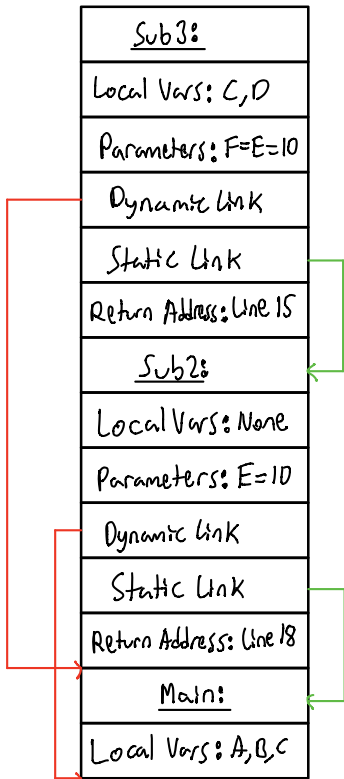 Sub3:
Local Vars: C,D
Parameters: F=E=10
Dynamic Link
Static Link
Return Address: Line 15
Sub2:
Local Vars: None
Parameters: E=10
Dynamic Link
Static Link
Return Address: Line 18
Main:
Local Vars: A,B,C